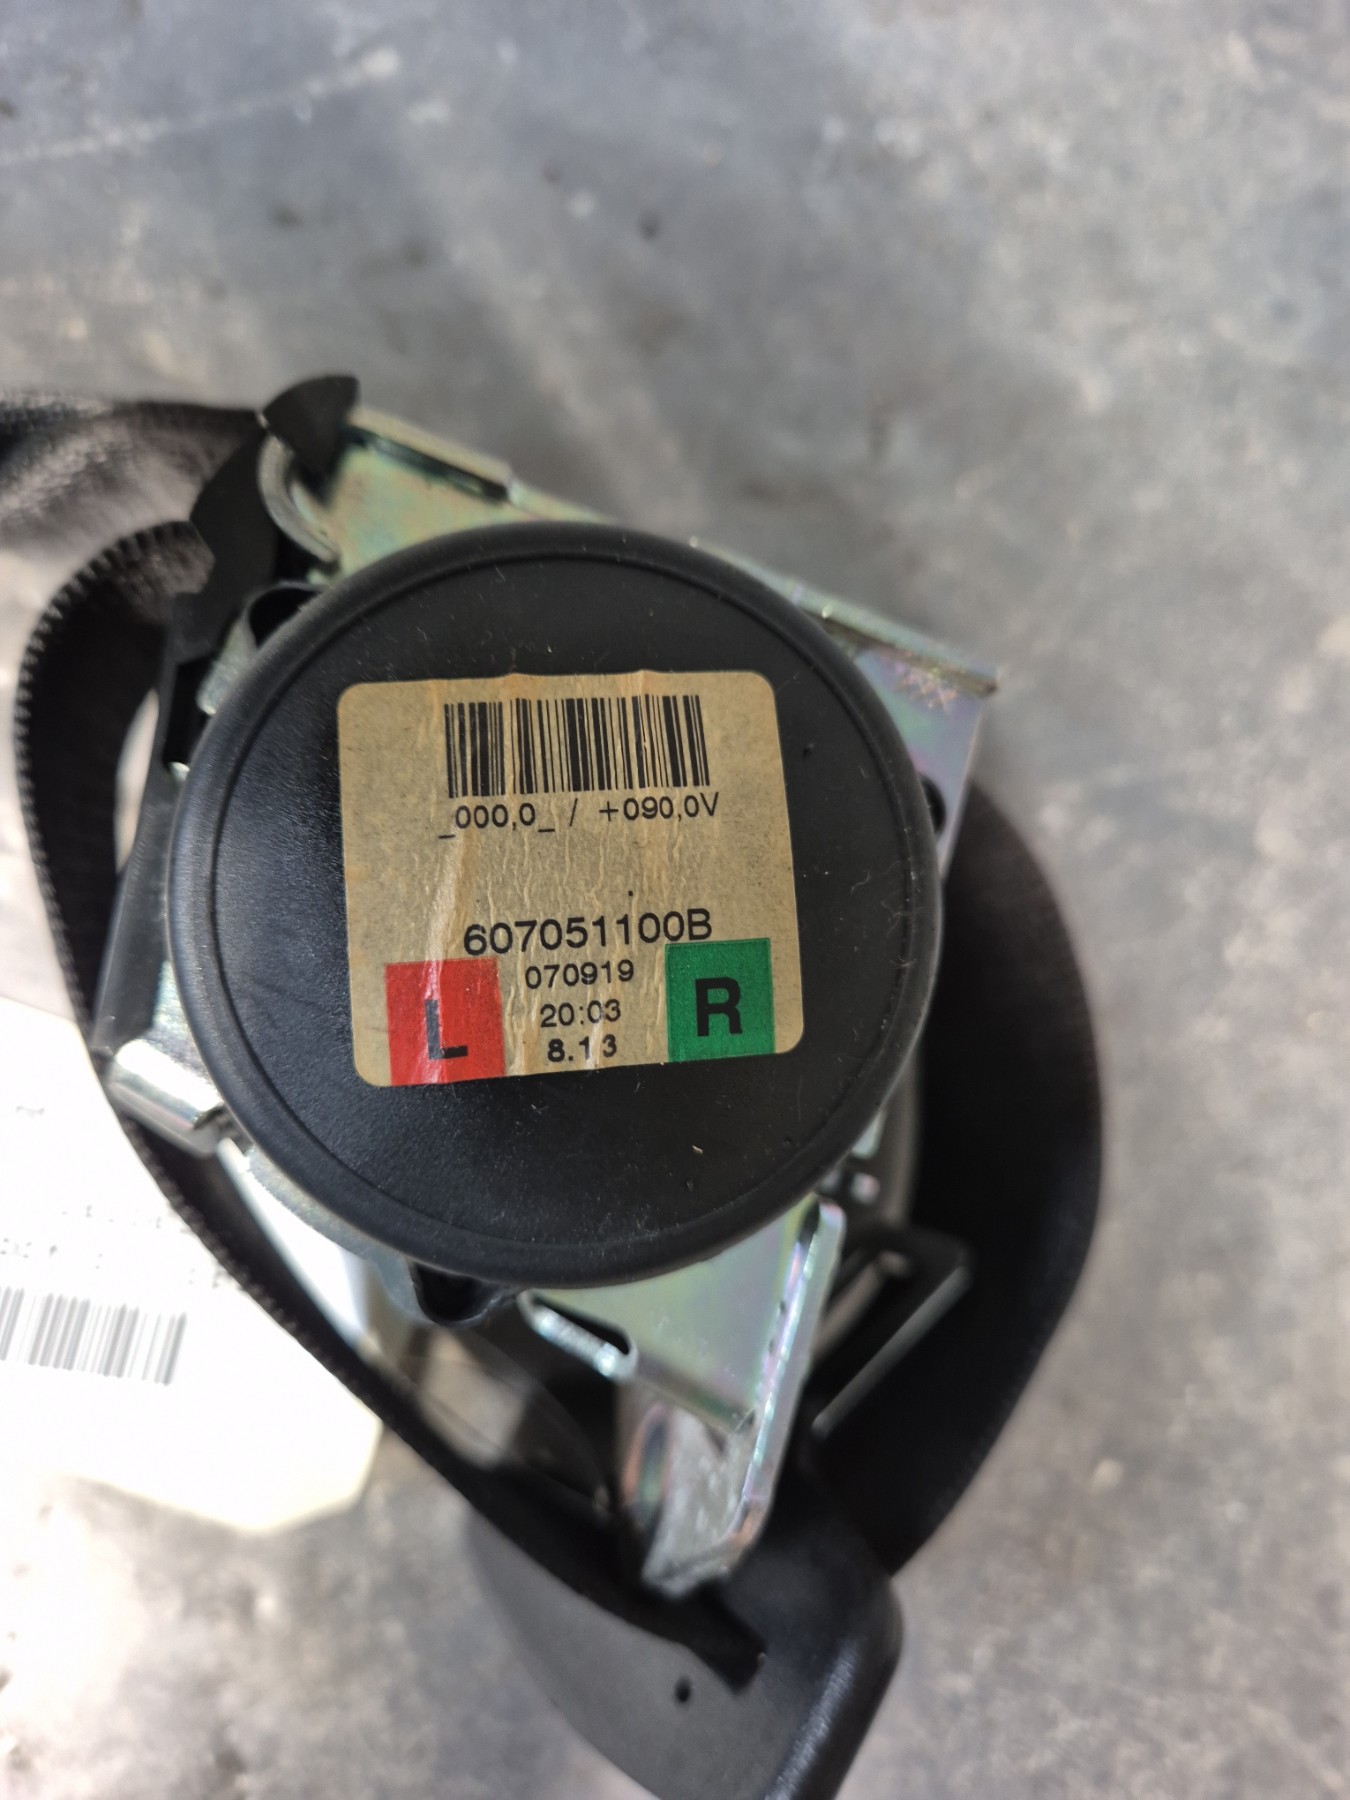 _000,0_ / +090,0V
607051100B
070919
20:03
8.13
L
R